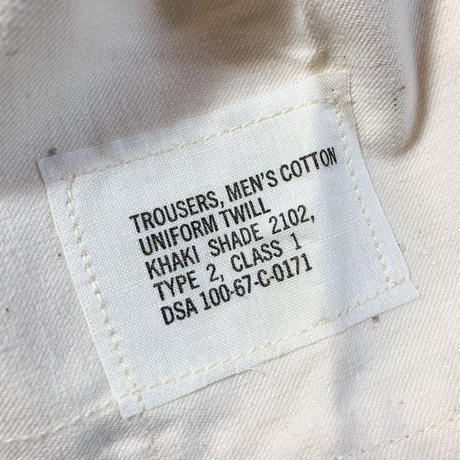 TROUSERS, MEN'S COTTON
UNIFORM TWILL
KHAKI SHADE 2102,
TYPE 2, CLASS 1
DSA 100-67-C-0171